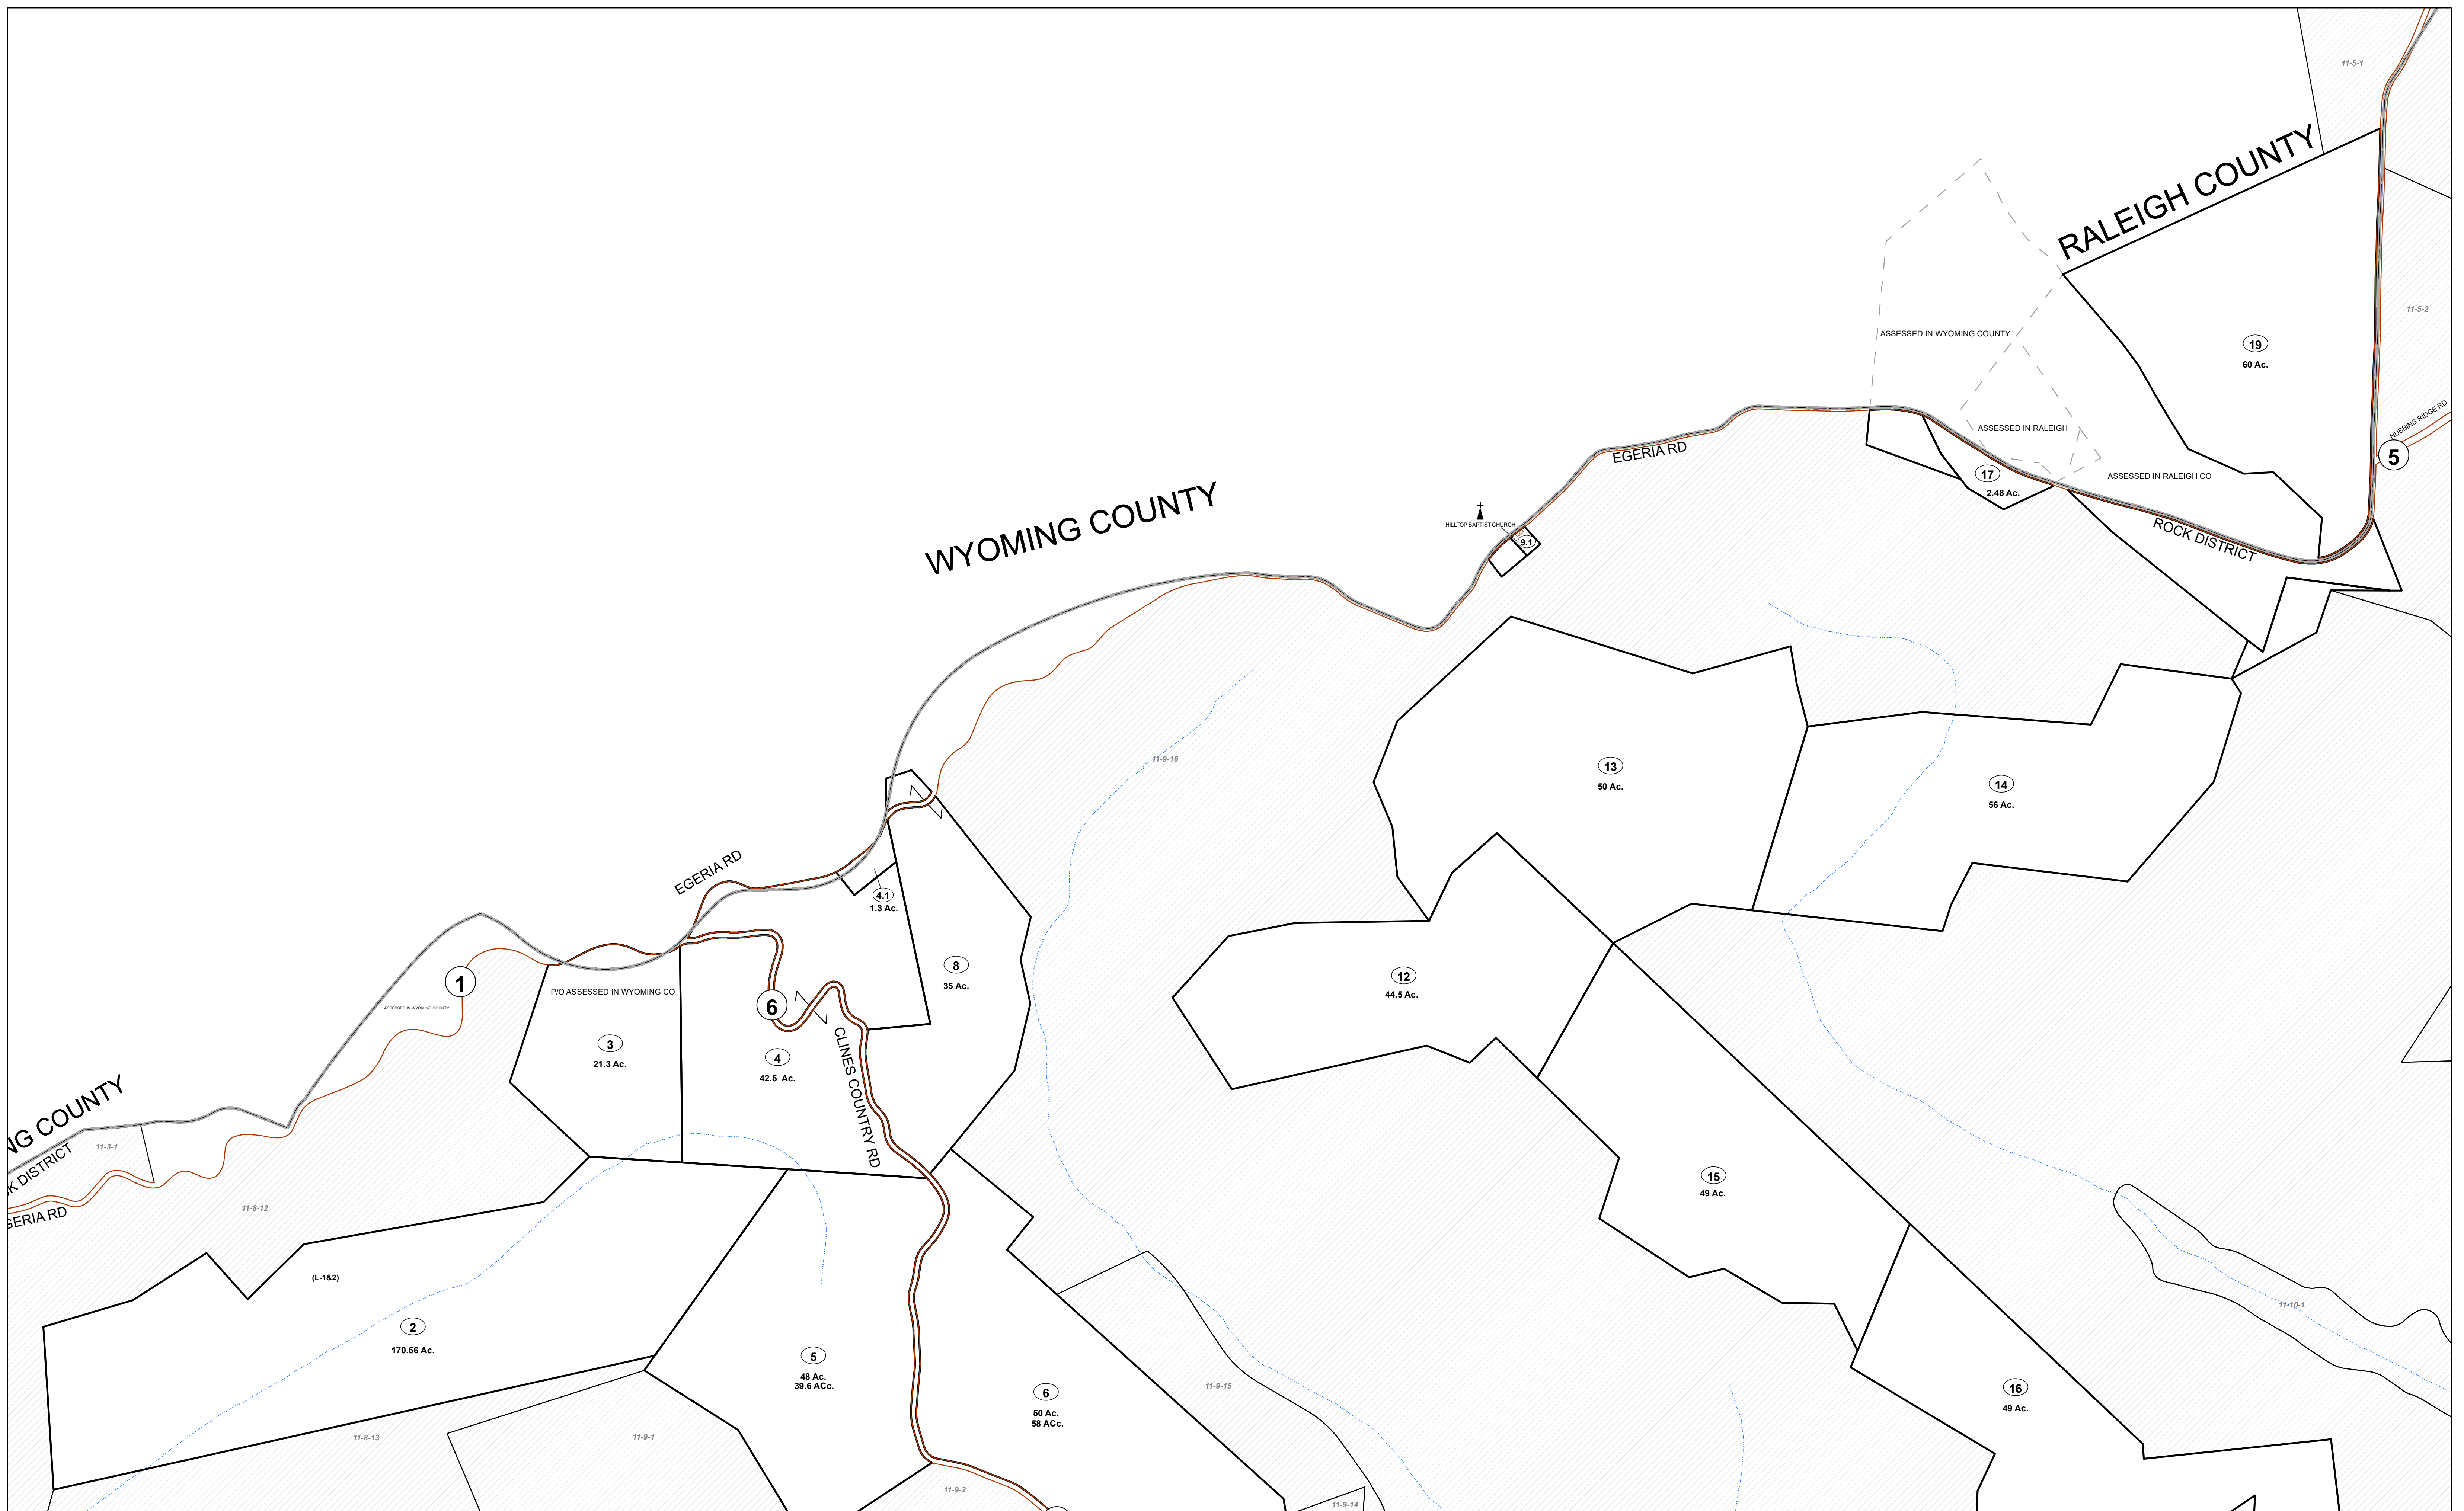 11-5-1
RALEIGH COUNTY
11-5-2
ASSESSED IN WYOMING COUNTY
19
60 Ac.
NUBBINS RIDGE RD
5
ASSESSED IN RALEIGH
EGERIA RD
17
2.48 Ac.
ASSESSED IN RALEIGH CO
WYOMING COUNTY
HILLTOP BAPTIST CHURCH
9.1
ROCK DISTRICT
11-9-16
13
50 Ac.
14
56 Ac.
EGERIA RD
4.1
1.3 Ac.
8
35 Ac.
12
44.5 Ac.
1
ASSESSED IN WYOMING COUNTY
P/O ASSESSED IN WYOMING CO
6
3
21.3 Ac.
4
42.5 Ac.
CLINES COUNTRY RD
NG COUNTY
11-3-1
K DISTRICT
GERIA RD
11-8-12
15
49 Ac.
(L-1&2)
2
170.56 Ac.
5
48 Ac.
39.6 ACc.
6
50 Ac.
58 ACc.
11-9-15
11-10-1
16
49 Ac.
11-8-13
11-9-1
11-9-2
11-9-14